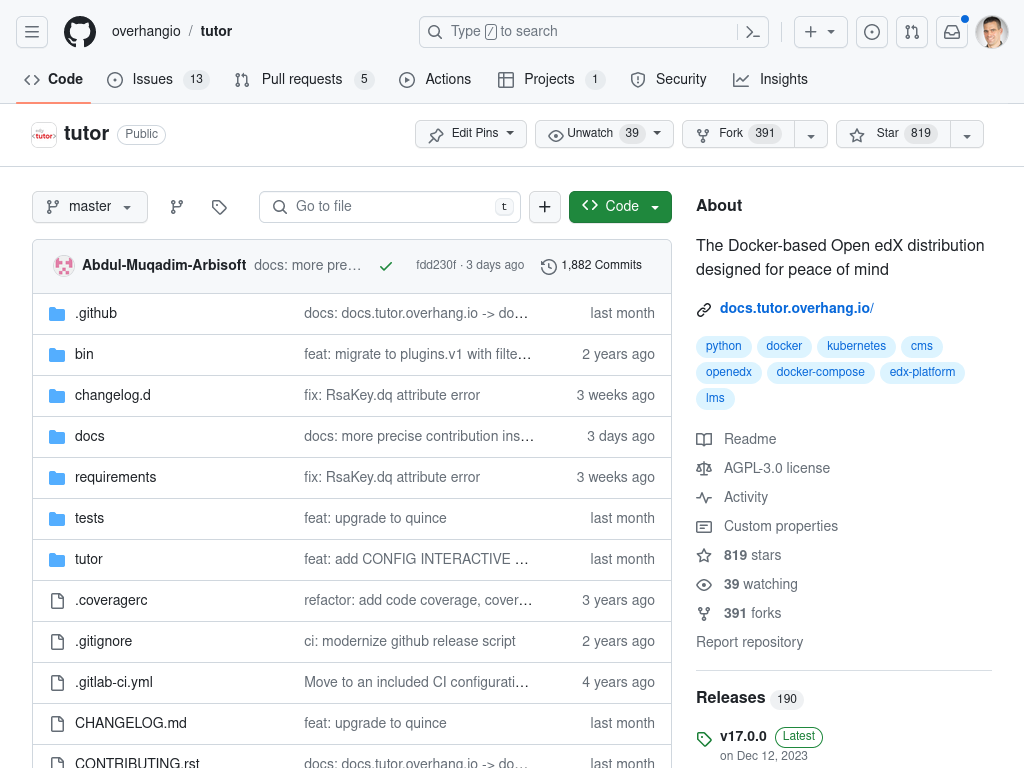 overhangio / tutor
Type / to search
Code
Issues 13
Pull requests 5
Actions
Projects 1
Security
Insights
tutor Public
Edit Pins
Unwatch 39
Fork 391
Star 819
master
Go to file t
Code
Abdul-Muqadim-Arbisoft docs: more pre… fdd230f · 3 days ago 1,882 Commits
.github docs: docs.tutor.overhang.io -> do… last month
bin feat: migrate to plugins.v1 with filte… 2 years ago
changelog.d fix: RsaKey.dq attribute error 3 weeks ago
docs docs: more precise contribution ins… 3 days ago
requirements fix: RsaKey.dq attribute error 3 weeks ago
tests feat: upgrade to quince last month
tutor feat: add CONFIG INTERACTIVE … last month
.coveragerc refactor: add code coverage, cover… 3 years ago
.gitignore ci: modernize github release script 2 years ago
.gitlab-ci.yml Move to an included CI configurati… 4 years ago
CHANGELOG.md feat: upgrade to quince last month
CONTRIBUTING.rst docs: docs.tutor.overhang.io -> do… last month
About
The Docker-based Open edX distribution
designed for peace of mind
docs.tutor.overhang.io/
python docker kubernetes cms
openedx docker-compose edx-platform
lms
Readme
AGPL-3.0 license
Activity
Custom properties
819 stars
39 watching
391 forks
Report repository
Releases 190
v17.0.0 Latest
on Dec 12, 2023